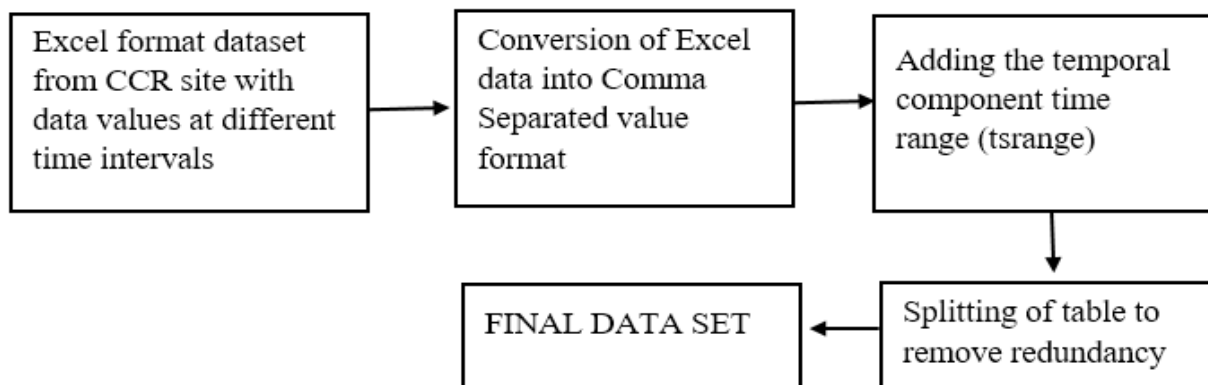 Excel format dataset
from CCR site with
data values at different
time intervals
Conversion of Excel
data into Comma
Separated value
format
Adding the temporal
component time
range (tsrange)
Splitting of table to
remove redundancy
FINAL DATA SET